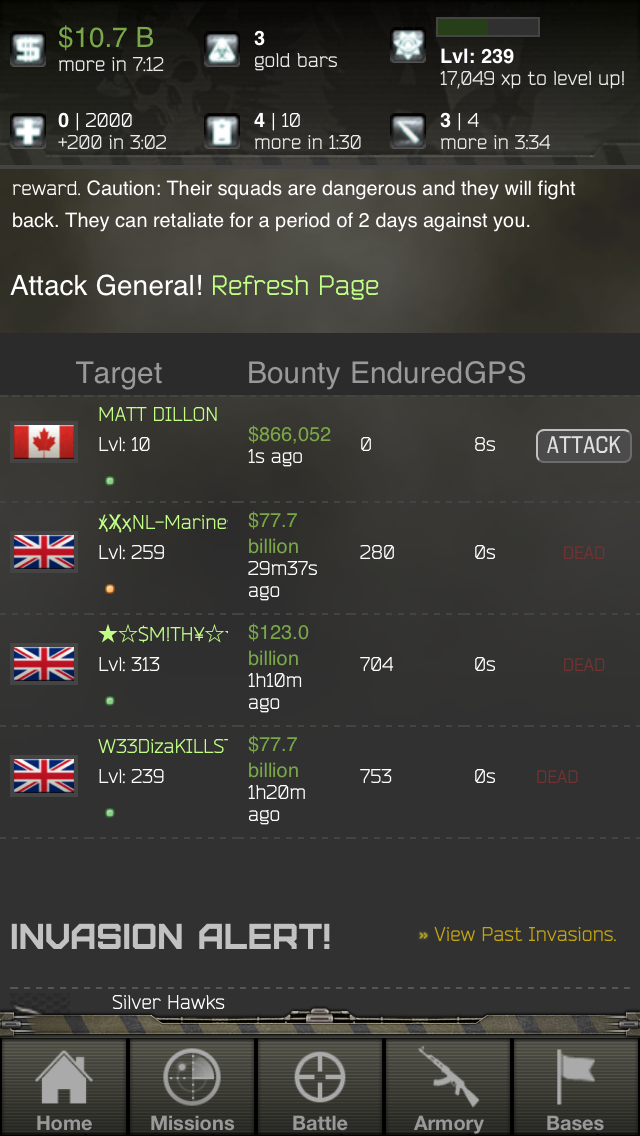 $10.7 B
more in 7:12
3
gold bars
Lvl: 239
17,049 xp to level up!
0 | 2000
+200 in 3:02
4 | 10
more in 1:30
3 | 4
more in 3:34
reward. Caution: Their squads are dangerous and they will fight
back. They can retaliate for a period of 2 days against you.
Attack General! Refresh Page
Target Bounty Endured GPS
MATT DILLON
Lvl: 10
$866,052
1s ago
0
8s
ATTACK
NL-Marine
Lvl: 259
$77.7
billion
29m37s
ago
280
0s
DEAD
★☆$M!TH¥☆
Lvl: 313
$123.0
billion
1h10m
ago
704
0s
DEAD
W33DizaKILLS
Lvl: 239
$77.7
billion
1h20m
ago
753
0s
DEAD
INVASION ALERT!
» View Past Invasions.
Silver Hawks
Home
Missions
Battle
Armory
Bases